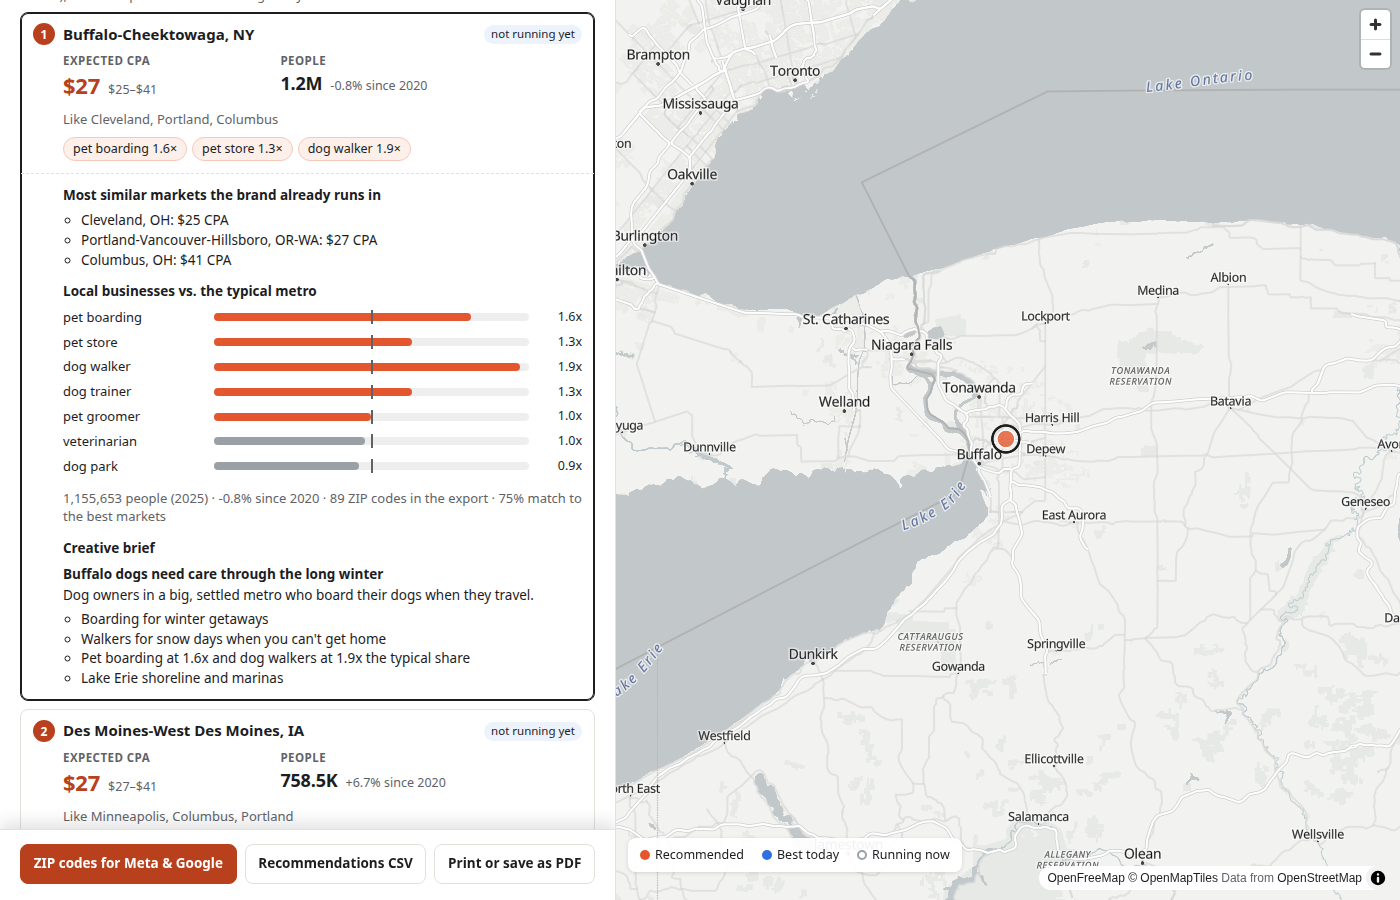 1 Buffalo-Cheektowaga, NY not running yet
EXPECTED CPA PEOPLE
$27 $25–$41 1.2M -0.8% since 2020
Like Cleveland, Portland, Columbus
pet boarding 1.6× pet store 1.3× dog walker 1.9×
Most similar markets the brand already runs in
Cleveland, OH: $25 CPA
Portland-Vancouver-Hillsboro, OR-WA: $27 CPA
Columbus, OH: $41 CPA
Local businesses vs. the typical metro
pet boarding 1.6x
pet store 1.3x
dog walker 1.9x
dog trainer 1.3x
pet groomer 1.0x
veterinarian 1.0x
dog park 0.9x
1,155,653 people (2025) · -0.8% since 2020 · 89 ZIP codes in the export · 75% match to
the best markets
Creative brief
Buffalo dogs need care through the long winter
Dog owners in a big, settled metro who board their dogs when they travel.
Boarding for winter getaways
Walkers for snow days when you can't get home
Pet boarding at 1.6x and dog walkers at 1.9x the typical share
Lake Erie shoreline and marinas
2 Des Moines-West Des Moines, IA not running yet
EXPECTED CPA PEOPLE
$27 $27–$41 758.5K +6.7% since 2020
Like Minneapolis, Columbus, Portland
ZIP codes for Meta & Google Recommendations CSV Print or save as PDF
Vaughan
Brampton
Toronto
Lake Ontario
Mississauga
ton
Oakville
Burlington
ilton
Albion
Medina
Lockport
St. Catharines
Niagara Falls
TONAWANDA
RESERVATION
Tonawanda
Welland
Batavia
Harris Hill
yuga
Dunnville
Depew
Avo
Buffalo
Lake Erie
Geneseo
East Aurora
Da
CATTARAUGUS
RESERVATION
Springville
Dunkirk
Gowanda
ake Erie
Westfield
Ellicottville
rth East
Salamanca
Jamestown
Wellsville
Olean
ALLEGANY
RESERVATION
Recommended Best today Running now
OpenFreeMap © OpenMapTiles Data from OpenStreetMap
+
−